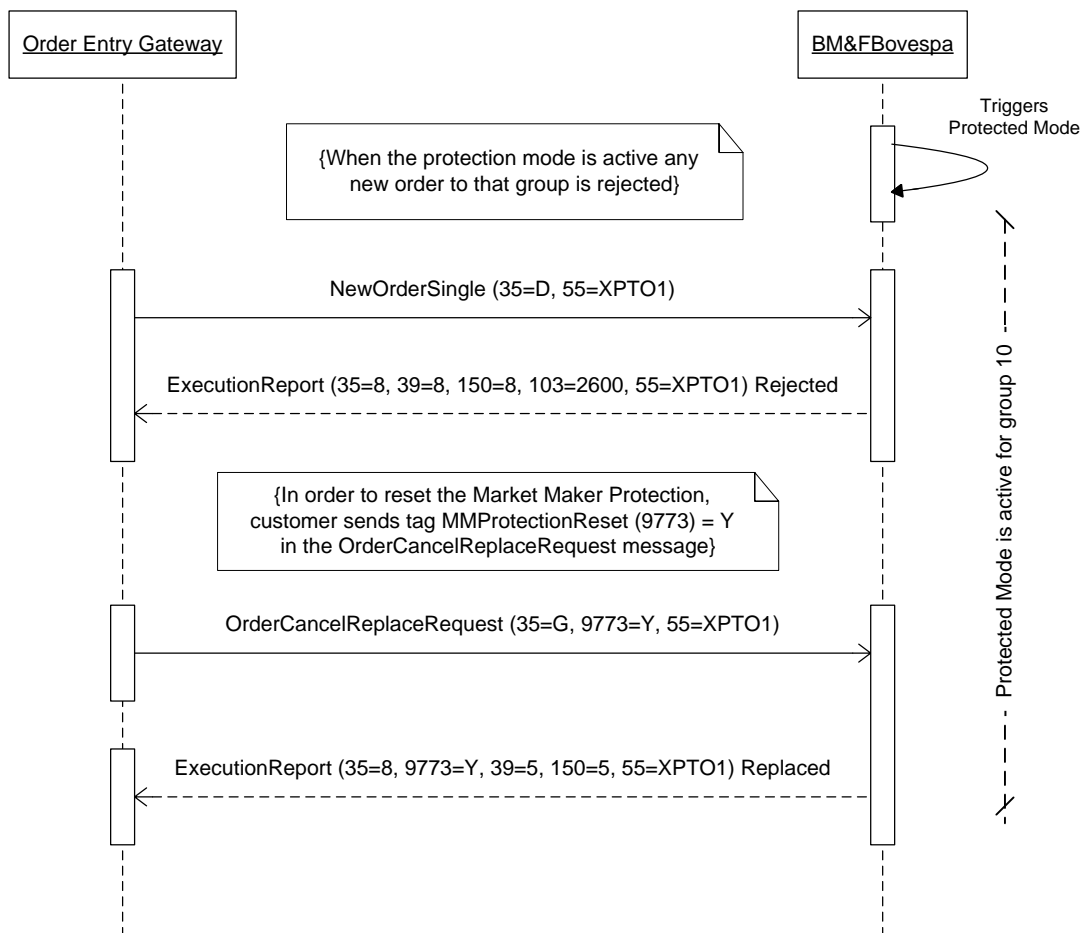 Order Entry Gateway
BM&FBovespa
Triggers
Protected Mode
{When the protection mode is active any
new order to that group is rejected}
NewOrderSingle (35=D, 55=XPTO1)
ExecutionReport (35=8, 39=8, 150=8, 103=2600, 55=XPTO1) Rejected
{In order to reset the Market Maker Protection,
customer sends tag MMProtectionReset (9773) = Y
in the OrderCancelReplaceRequest message}
OrderCancelReplaceRequest (35=G, 9773=Y, 55=XPTO1)
ExecutionReport (35=8, 9773=Y, 39=5, 150=5, 55=XPTO1) Replaced
Protected Mode is active for group 10